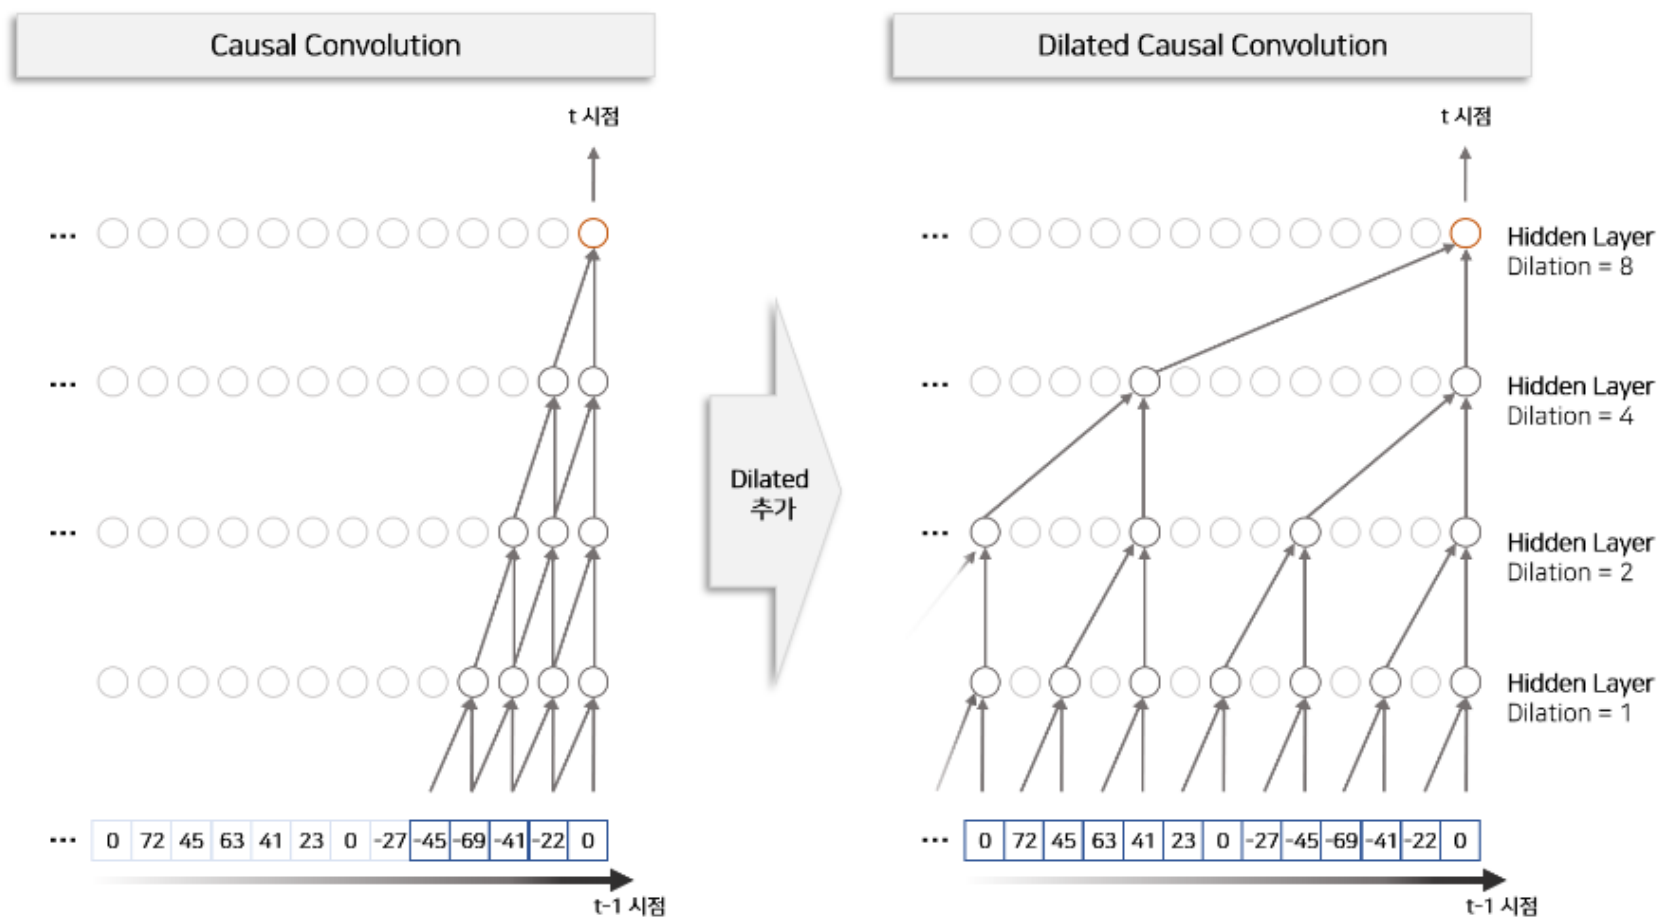 Causal Convolution
Dilated Causal Convolution
t 시점
t 시점
...
...
Hidden Layer
Dilation = 8
...
...
Hidden Layer
Dilation = 4
Dilated
추가
...
...
Hidden Layer
Dilation = 2
Hidden Layer
Dilation = 1
... 0 72 45 63 41 23 0 -27 -45 -69 -41 -22 0
... 0 72 45 63 41 23 0 -27 -45 -69 -41 -22 0
t-1 시점
t-1 시점